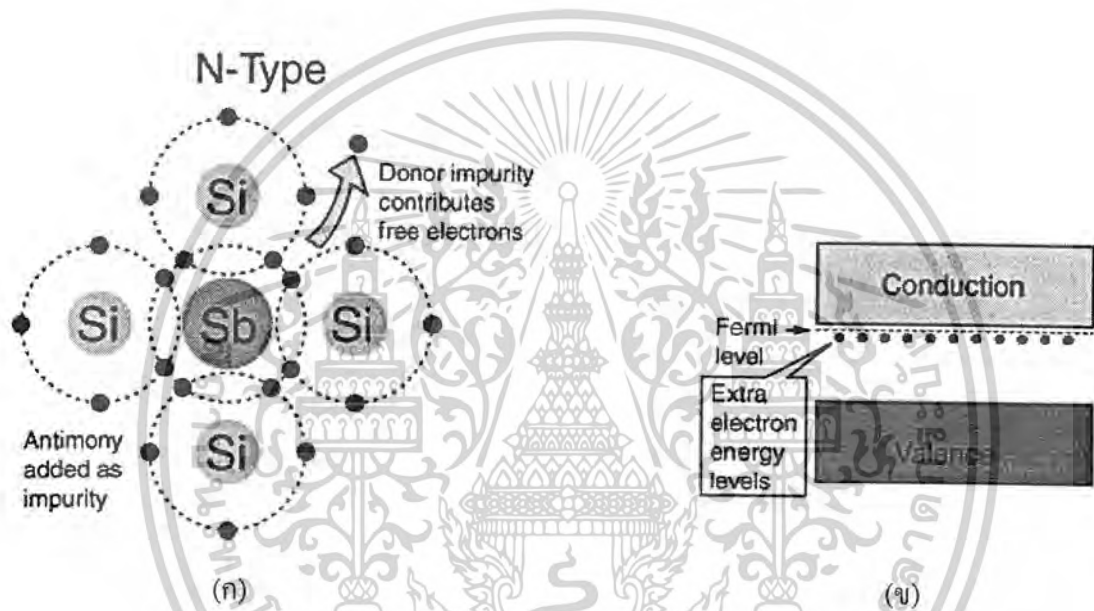 N-Type
Si
Donor impurity
contributes
free electrons
Si
Sb
Si
Antimony
added as
impurity
Si
(ก)
Conduction
Fermi
level
Extra
electron
energy
levels
Valence
(ข)